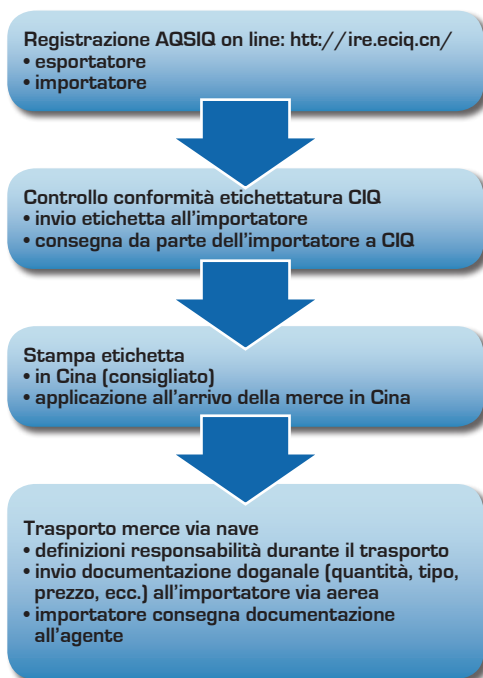 Registrazione AQSIQ on line: htt://ire.eciq.cn/
• esportatore
• importatore
Controllo conformità etichettatura CIQ
• invio etichetta all'importatore
• consegna da parte dell'importatore a CIQ
Stampa etichetta
• in Cina (consigliato)
• applicazione all'arrivo della merce in Cina
Trasporto merce via nave
• definizioni responsabilità durante il trasporto
• invio documentazione doganale (quantità, tipo,
prezzo, ecc.) all'importatore via aerea
• importatore consegna documentazione
all'agente